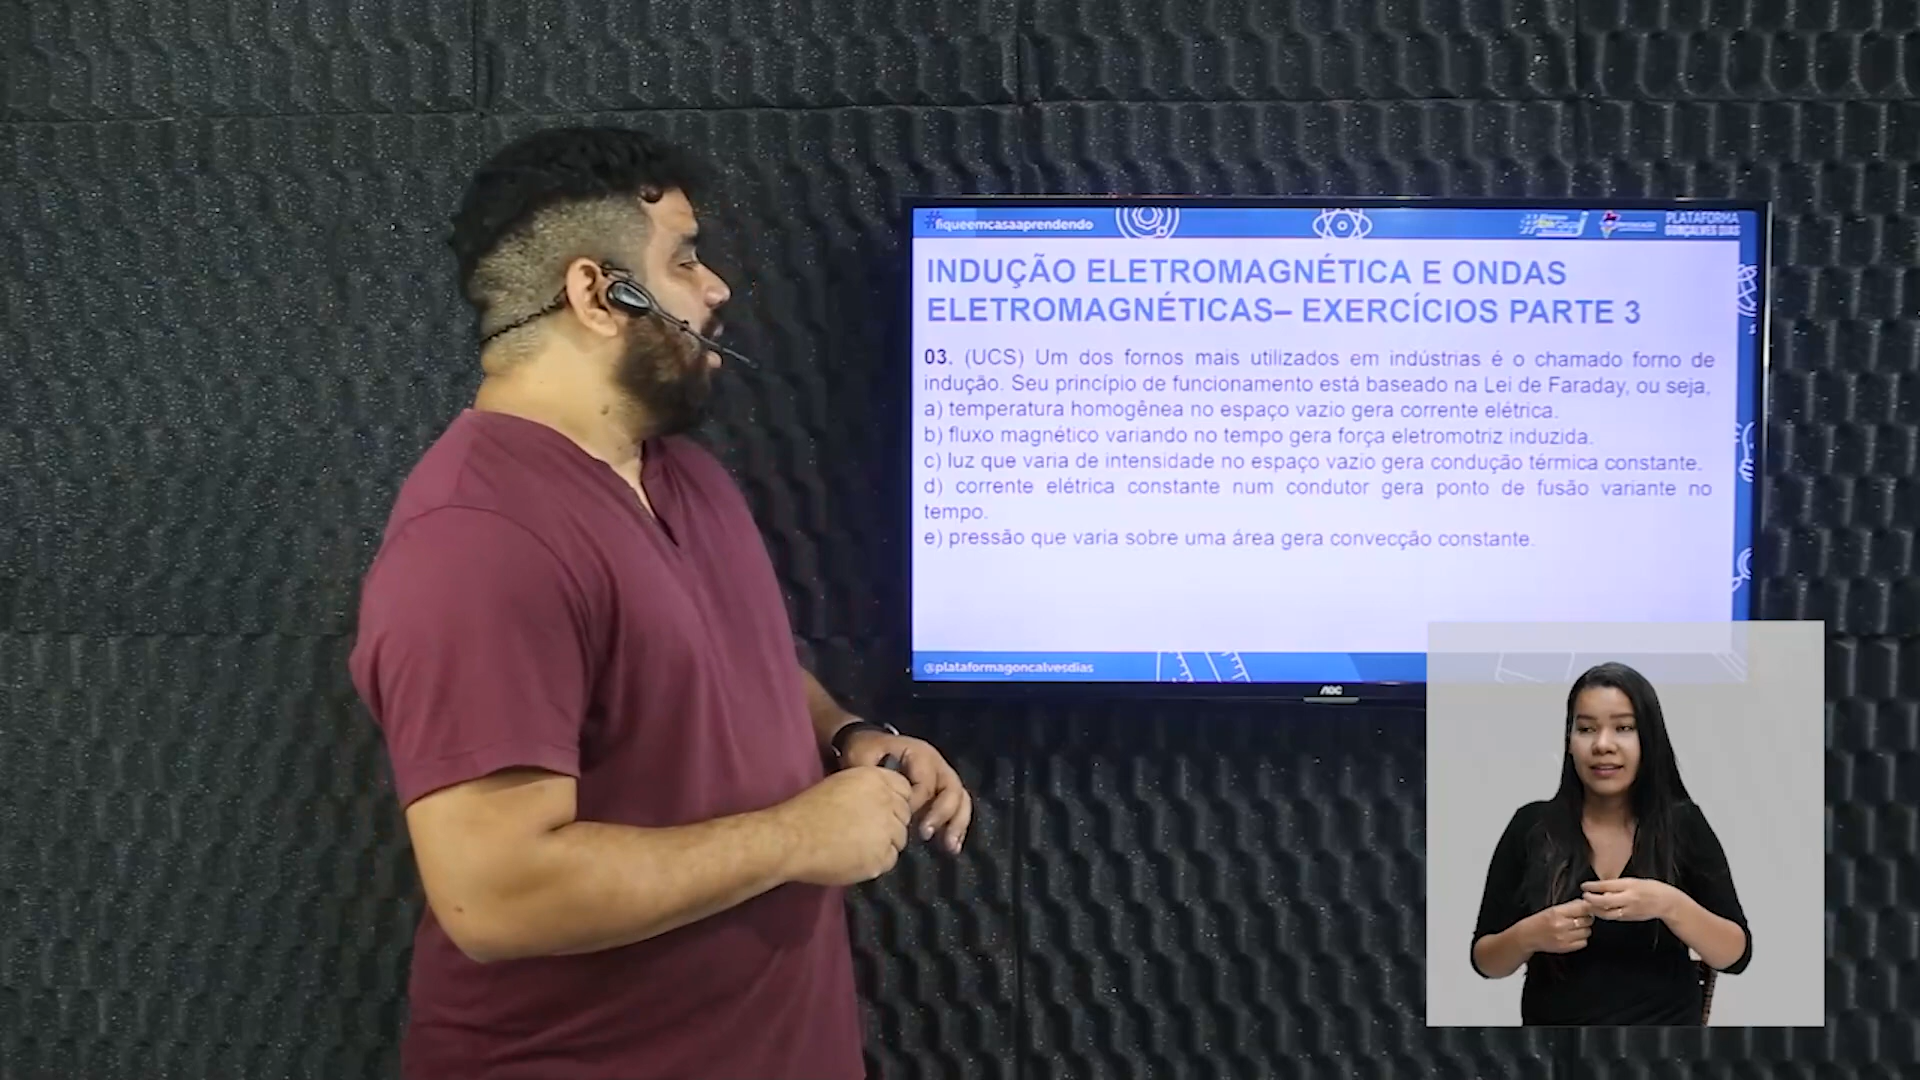 #fiqueemcasaaprendendo
PLATAFORMA
GONÇALVES DIAS
INDUÇÃO ELETROMAGNÉTICA E ONDAS
ELETROMAGNÉTICAS– EXERCÍCIOS PARTE 3
03. (UCS) Um dos fornos mais utilizados em indústrias é o chamado forno de
indução. Seu princípio de funcionamento está baseado na Lei de Faraday, ou seja,
a) temperatura homogênea no espaço vazio gera corrente elétrica.
b) fluxo magnético variando no tempo gera força eletromotriz induzida.
c) luz que varia de intensidade no espaço vazio gera condução térmica constante.
d) corrente elétrica constante num condutor gera ponto de fusão variante no
tempo.
e) pressão que varia sobre uma área gera convecção constante.
@plataformagoncalvesdias
AOC